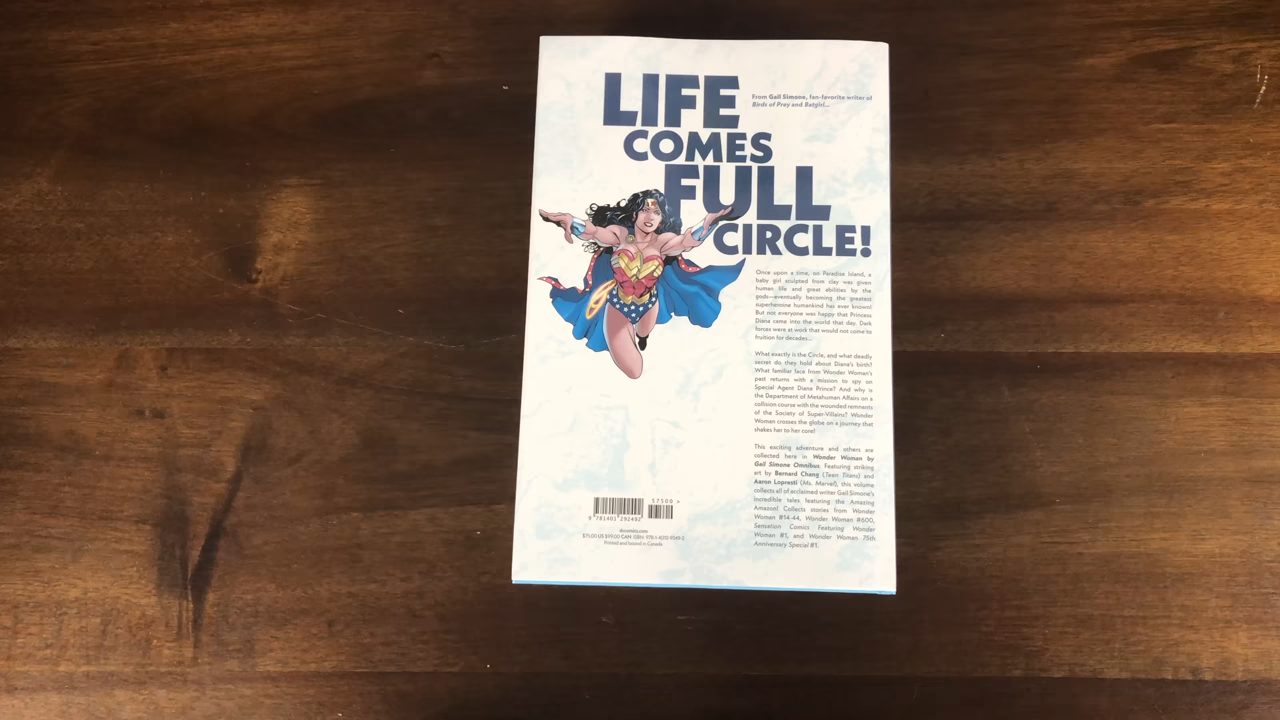 LIFE
COMES
FULL
CIRCLE!
From Gail Simone, fan-favorite writer of
Birds of Prey and Batgirl...
Once upon a time, on Paradise Island, a
baby girl sculpted from clay was given
human life and great abilities by the
gods—eventually becoming the greatest
superheroine humankind has ever known!
But not everyone was happy that Princess
Diana came into the world that day. Dark
forces were at work that would not come to
fruition for decades...
What exactly is the Circle, and what deadly
secret do they hold about Diana's birth?
What familiar face from Wonder Woman's
past returns with a mission to spy on
Special Agent Diana Prince? And why is
the Department of Metahuman Affairs on a
collision course with the wounded remnants
of the Society of Super-Villains? Wonder
Woman crosses the globe on a journey that
shakes her to her core!
This exciting adventure and others are
collected here in Wonder Woman by
Gail Simone Omnibus. Featuring striking
art by Bernard Chang (Teen Titans) and
Aaron Lopresti (Ms. Marvel), this volume
collects all of acclaimed writer Gail Simone's
incredible tales featuring the Amazing
Amazon! Collects stories from Wonder
Woman #14-44, Wonder Woman #600,
Sensation Comics Featuring Wonder
Woman #1, and Wonder Woman 75th
Anniversary Special #1.
57500 >
9 781401 291492
dccomics.com
$75.00 US $99.00 CAN ISBN: 978-1-4012-9149-2
Printed and bound in Canada